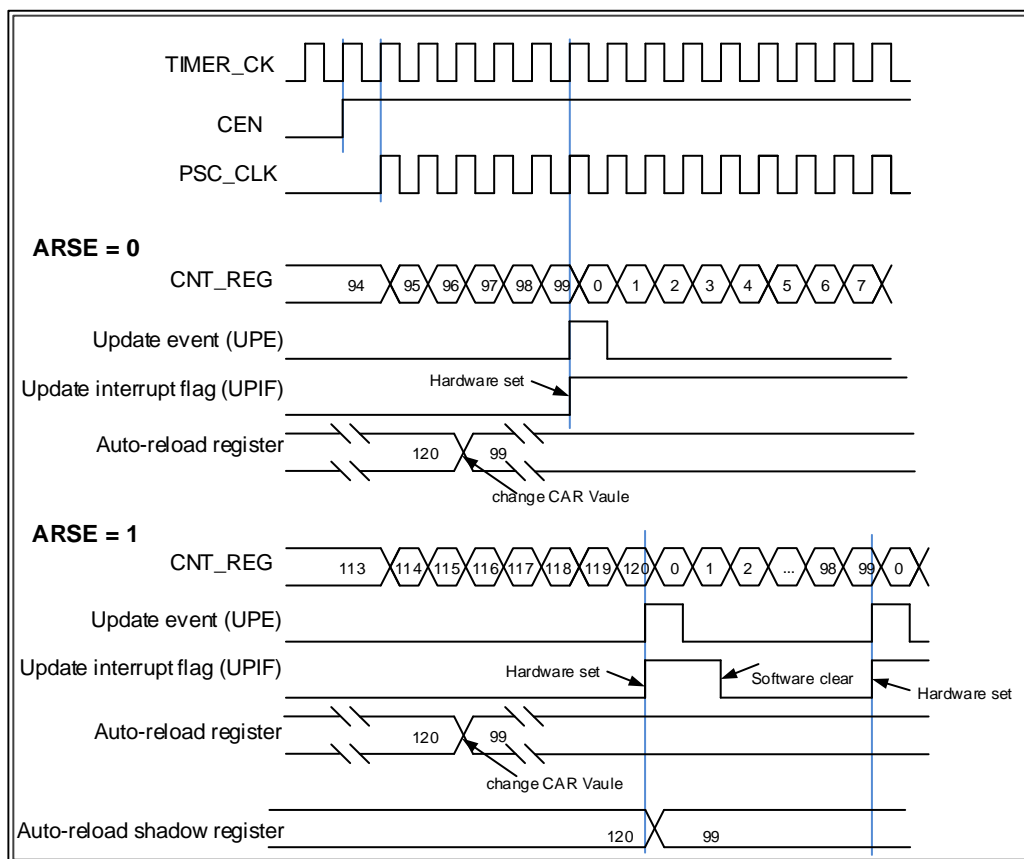 TIMER_CK
CEN
PSC_CLK
ARSE = 0
CNT_REG 94 95 96 97 98 99 0 1 2 3 4 5 6 7
Update event (UPE)
Hardware set
Update interrupt flag (UPIF)
Auto-reload register
120 99
change CAR Vaule
ARSE = 1
CNT_REG 113 114 115 116 117 118 119 120 0 1 2 ... 98 99 0
Update event (UPE)
Update interrupt flag (UPIF) Hardware set Software clear
Hardware set
Auto-reload register 120 99
change CAR Vaule
Auto-reload shadow register 120 99